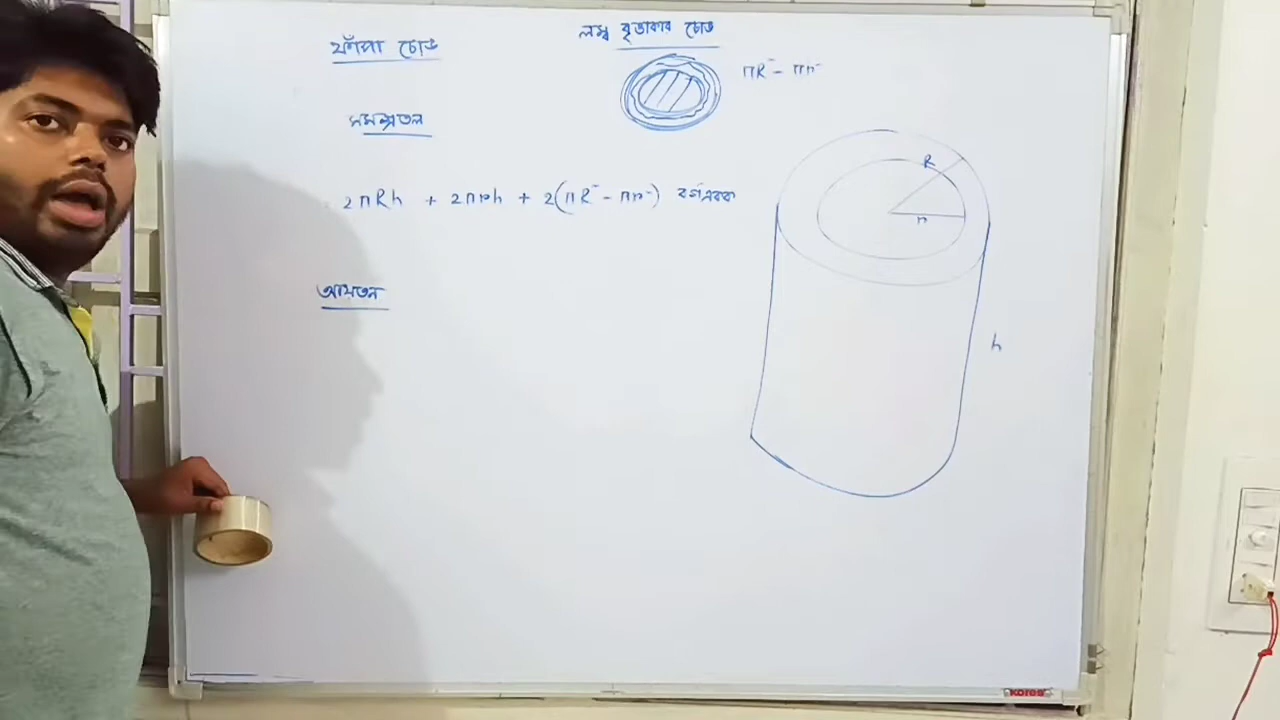 লম্ব বৃত্তাকার চোঙ
ফাঁপা চোঙ
πR² - πr²
সমগ্রতল
2πRh + 2πrh + 2(πR² - πr²) বর্গএকক
আয়তন
R
r
h
KORES